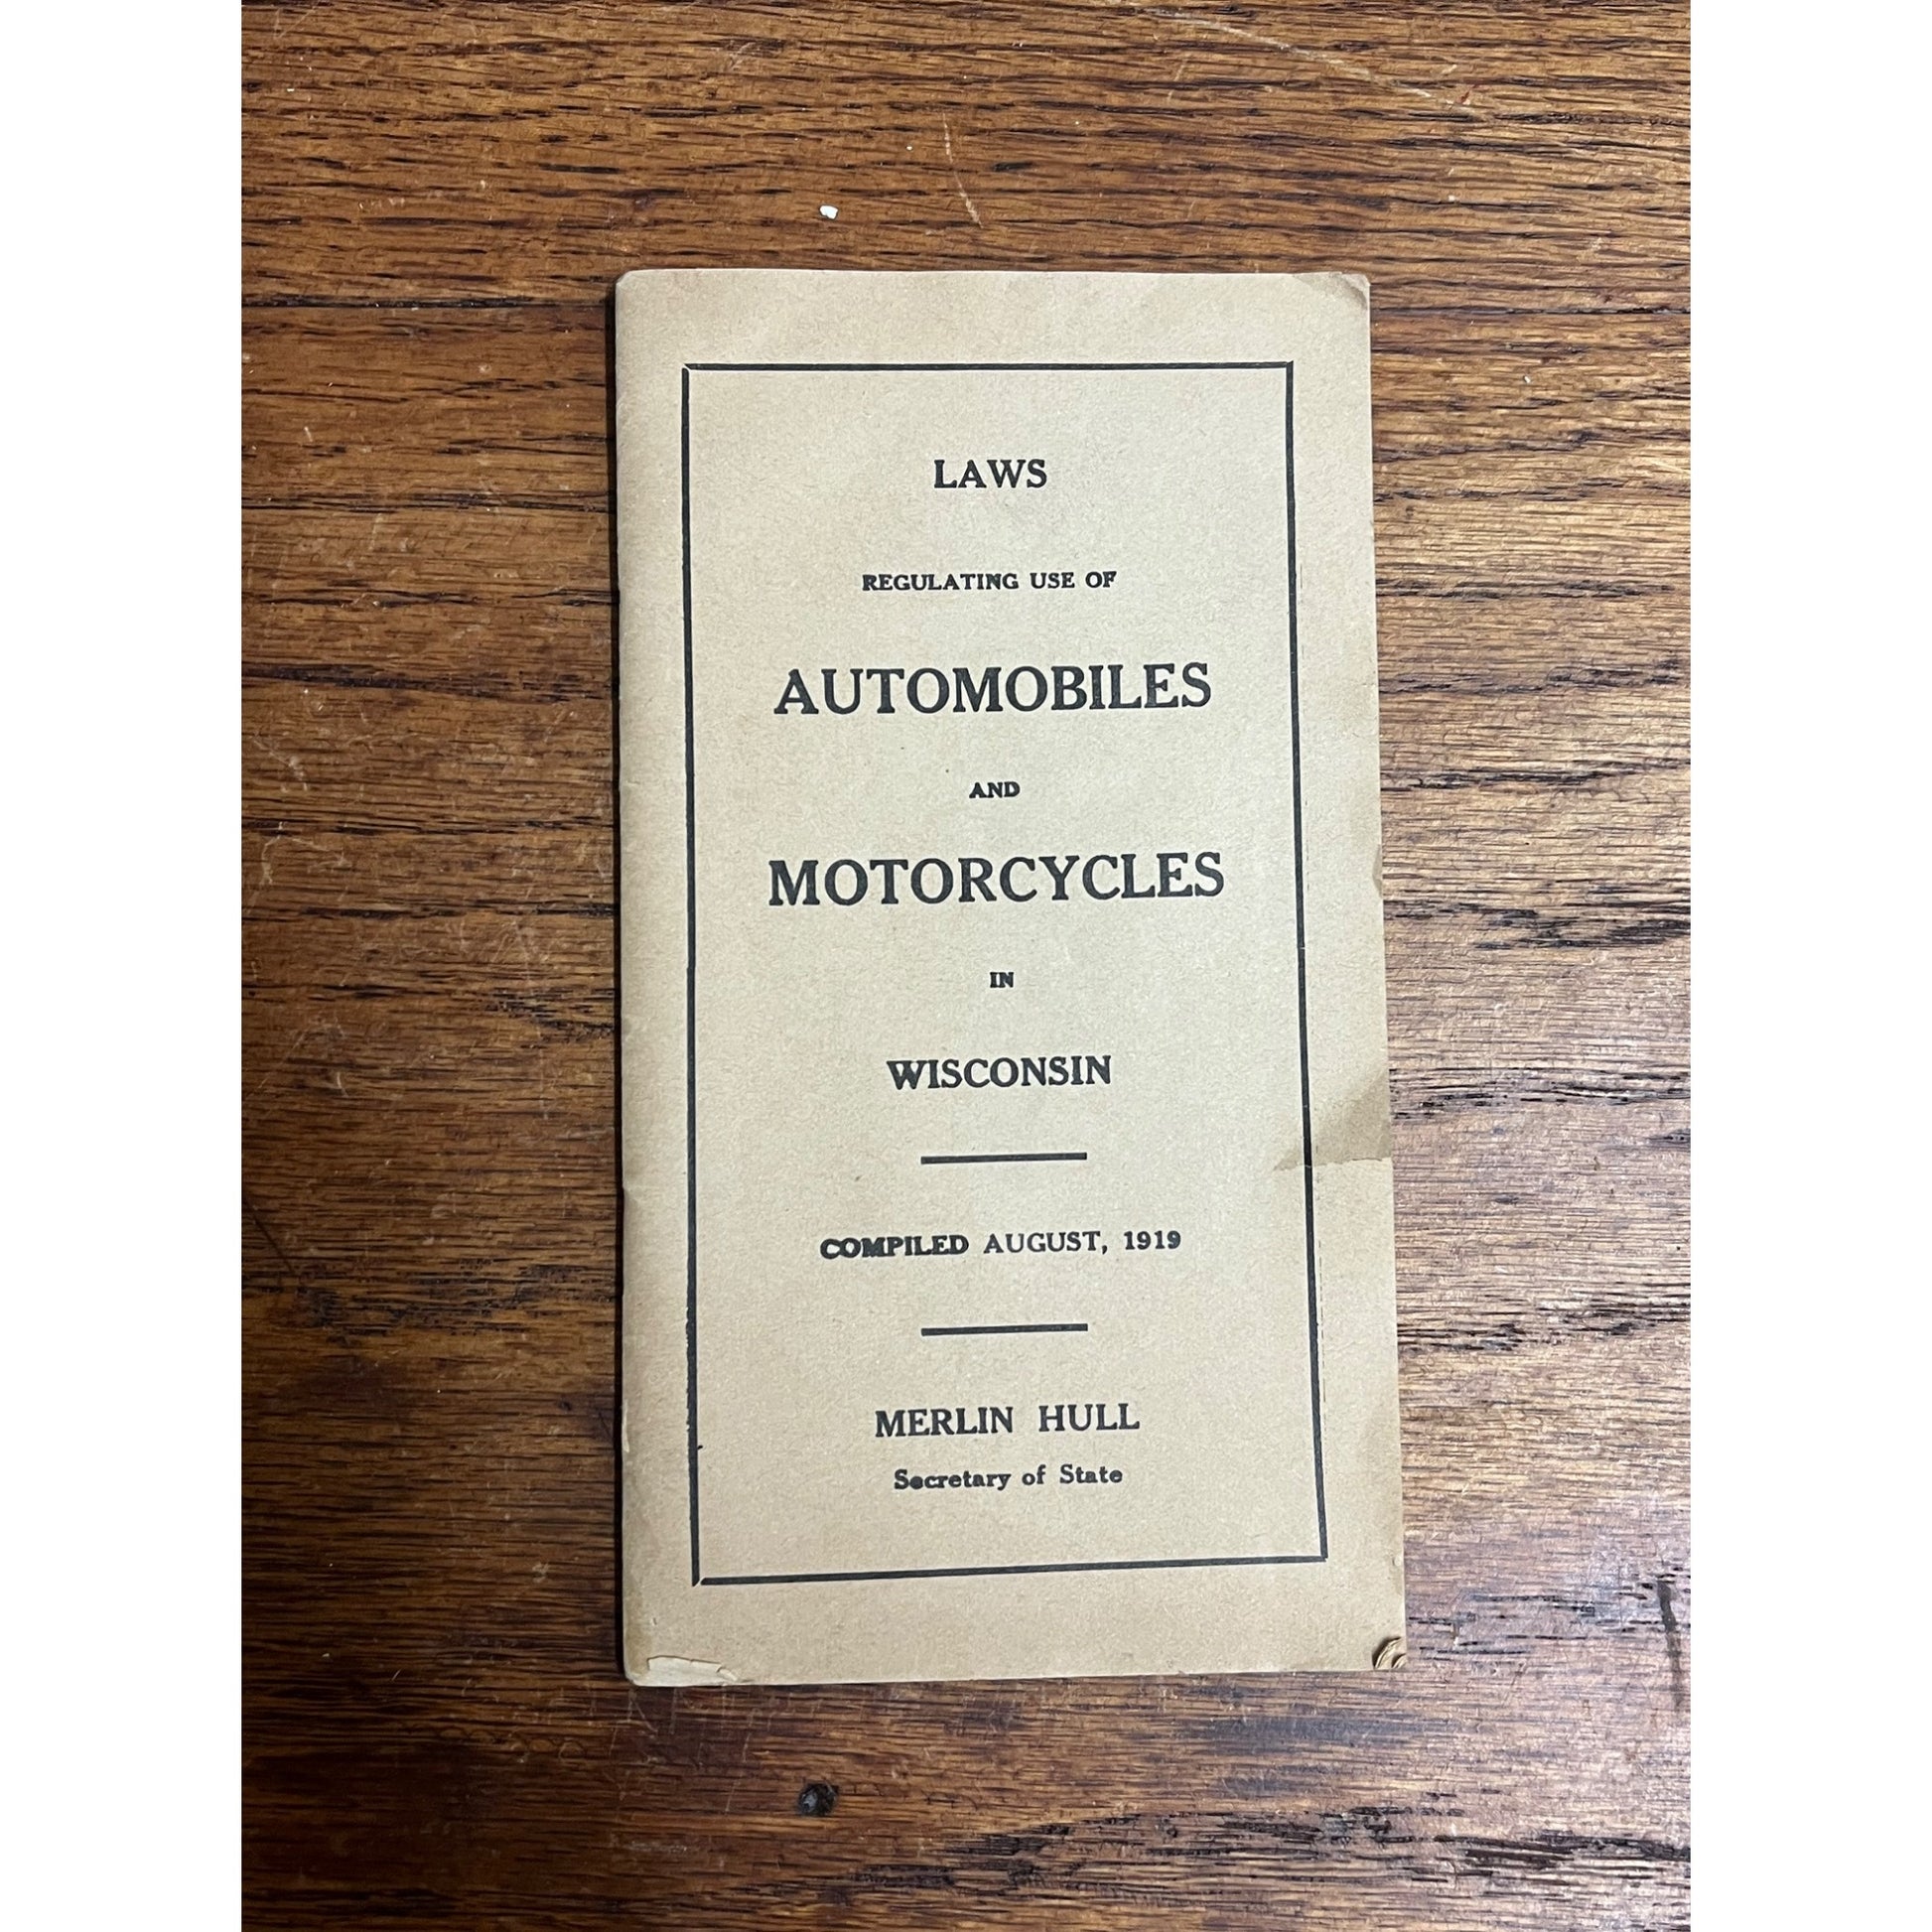 LAWS
REGULATING USE OF
AUTOMOBILES
AND
MOTORCYCLES
IN
WISCONSIN
COMPILED AUGUST, 1919
MERLIN HULL
Secretary of State